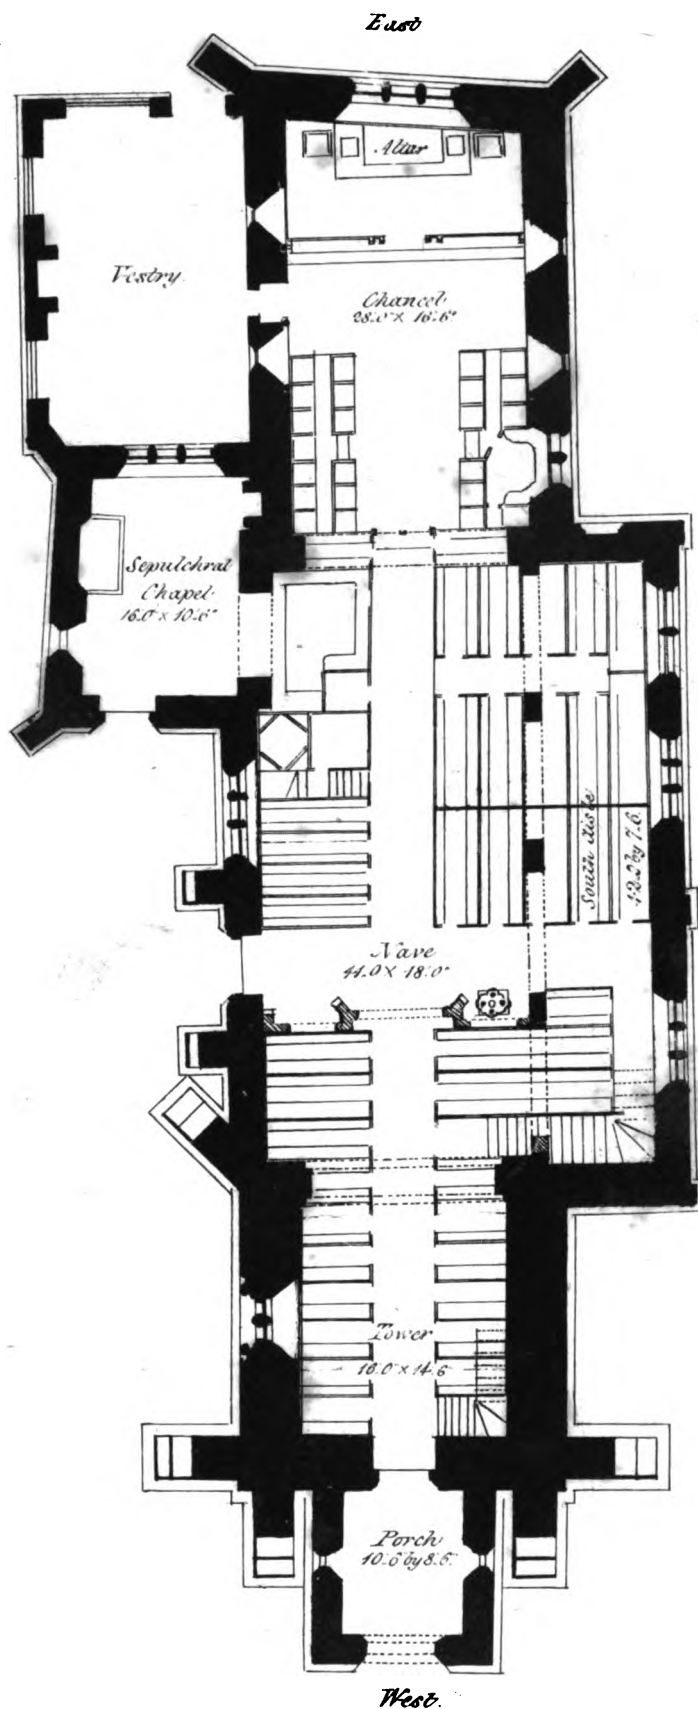 East
Altar
Vestry.
Chancel
28.0 × 16.6
Sepulchral
Chapel
16.0 × 10.6
South Aisle
42.2 by 7.6.
Nave
41.0 × 18.0
Tower
16.0 × 14.6
Porch
10.6 by 8.6
West.